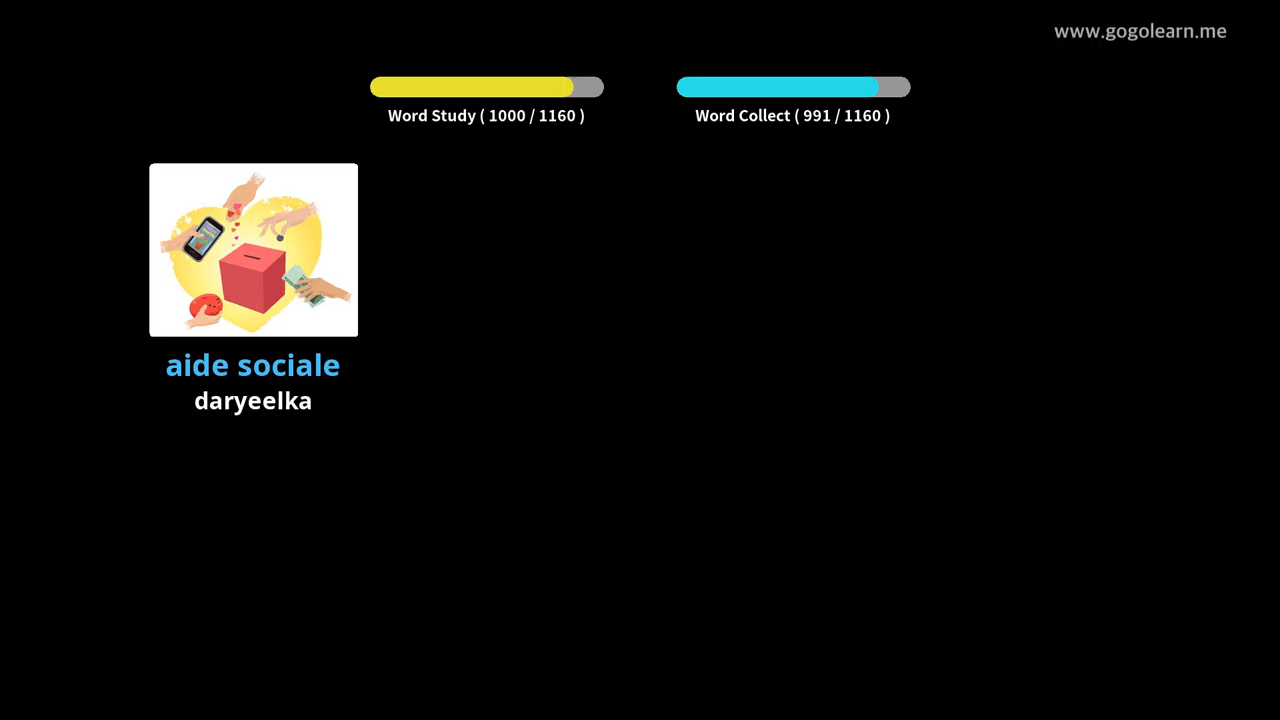 www.gogolearn.me
Word Study ( 1000 / 1160 )
Word Collect ( 991 / 1160 )
aide sociale
daryeelka